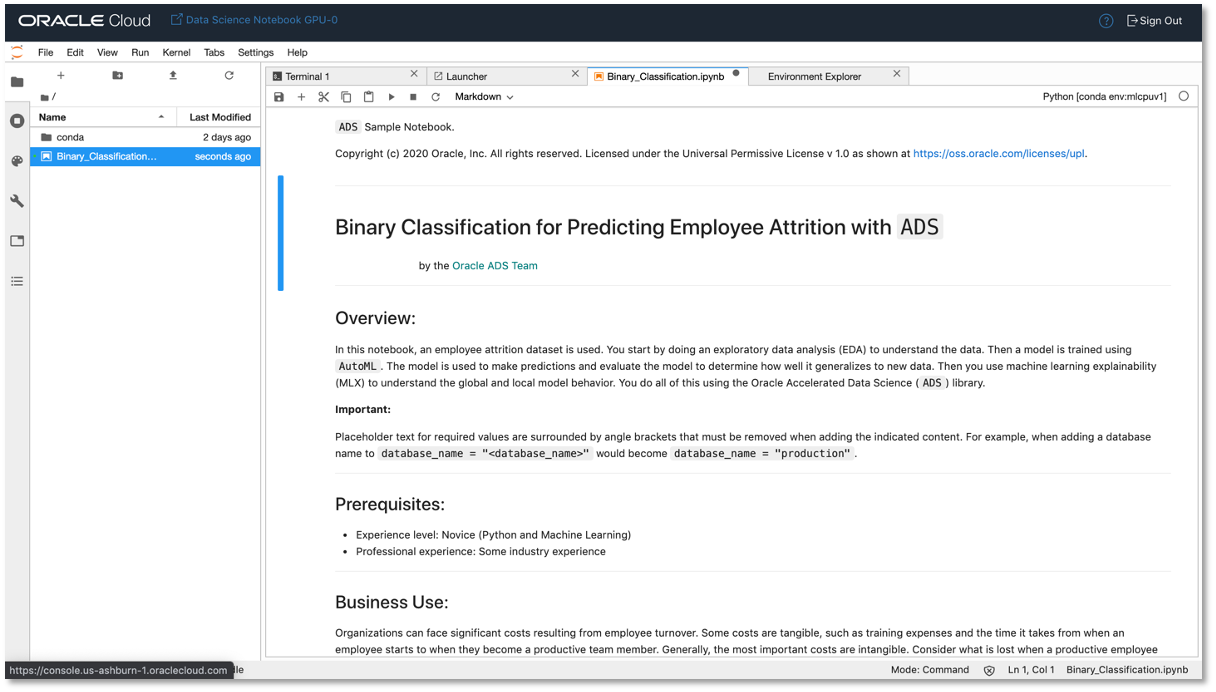 ORACLE Cloud
Data Science Notebook GPU-0
Sign Out
File Edit View Run Kernel Tabs Settings Help
Terminal 1
Launcher
Binary_Classification.ipynb
Environment Explorer
Markdown
Python [conda env:mlcpuv1]
/
Name Last Modified
conda 2 days ago
Binary_Classification... seconds ago
ADS Sample Notebook.
Copyright (c) 2020 Oracle, Inc. All rights reserved. Licensed under the Universal Permissive License v 1.0 as shown at https://oss.oracle.com/licenses/upl.
Binary Classification for Predicting Employee Attrition with ADS
by the Oracle ADS Team
Overview:
In this notebook, an employee attrition dataset is used. You start by doing an exploratory data analysis (EDA) to understand the data. Then a model is trained using
AutoML . The model is used to make predictions and evaluate the model to determine how well it generalizes to new data. Then you use machine learning explainability
(MLX) to understand the global and local model behavior. You do all of this using the Oracle Accelerated Data Science ( ADS ) library.
Important:
Placeholder text for required values are surrounded by angle brackets that must be removed when adding the indicated content. For example, when adding a database
name to database_name = "<database_name>" would become database_name = "production" .
Prerequisites:
• Experience level: Novice (Python and Machine Learning)
• Professional experience: Some industry experience
Business Use:
Organizations can face significant costs resulting from employee turnover. Some costs are tangible, such as training expenses and the time it takes from when an
employee starts to when they become a productive team member. Generally, the most important costs are intangible. Consider what is lost when a productive employee
https://console.us-ashburn-1.oraclecloud.com
Mode: Command
Ln 1, Col 1
Binary_Classification.ipynb